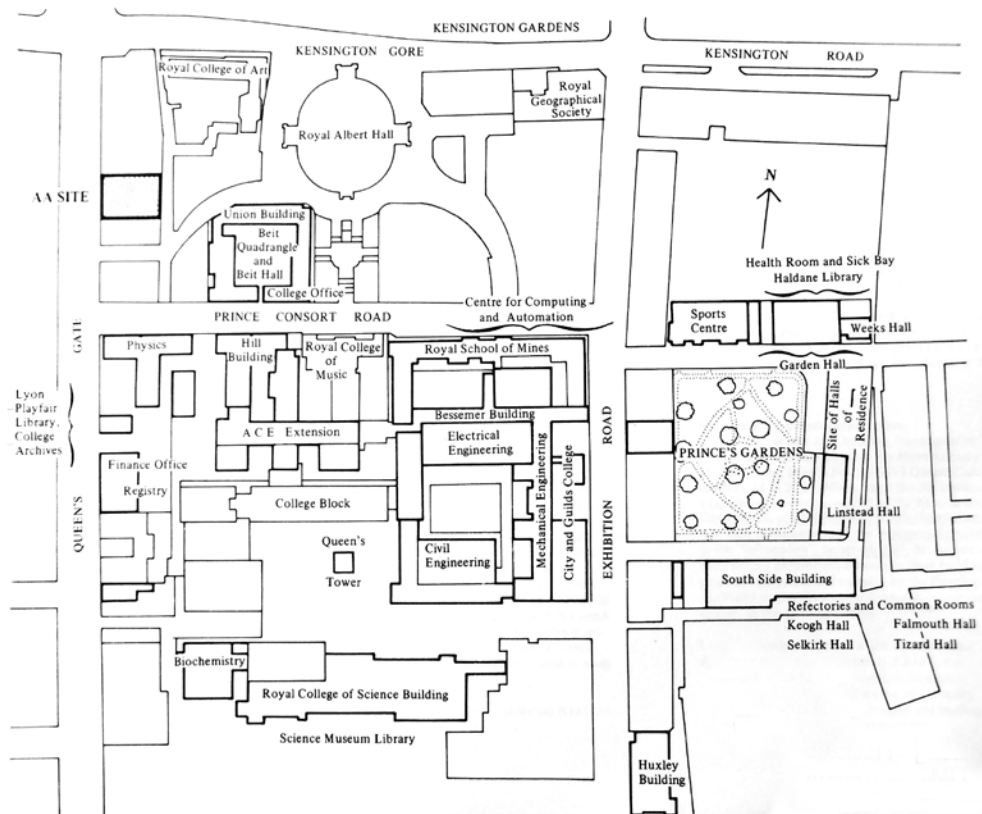 KENSINGTON GARDENS
KENSINGTON GORE
KENSINGTON ROAD
Royal College of Art
Royal
Geographical
Society
Royal Albert Hall
N
AA SITE
Union Building
Beit
Quadrangle
and
Beit Hall
College Office
Health Room and Sick Bay
Haldane Library
Centre for Computing
and Automation
PRINCE CONSORT ROAD
Sports
Centre
Weeks Hall
Physics
Hill
Building
Royal College
of
Music
Royal School of Mines
Garden Hall
QUEEN'S GATE
Lyon
Playfair
Library,
College
Archives
Bessemer Building
Site of Halls
of
Residence
A C E Extension
Electrical
Engineering
EXHIBITION ROAD
PRINCE'S GARDENS
Finance Office
Registry
Mechanical Engineering
City and Guilds College
College Block
Linstead Hall
Queen's
Tower
Civil
Engineering
South Side Building
Refectories and Common Rooms
Keogh Hall
Falmouth Hall
Selkirk Hall
Tizard Hall
Biochemistry
Royal College of Science Building
Science Museum Library
Huxley
Building